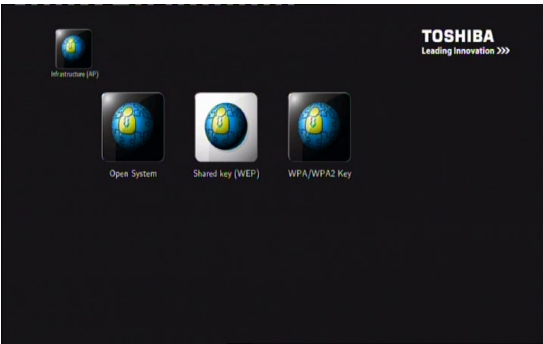 TOSHIBA
Leading Innovation >>>
Infrastructure (AP)
Open System
Shared key (WEP)
WPA/WPA2 Key